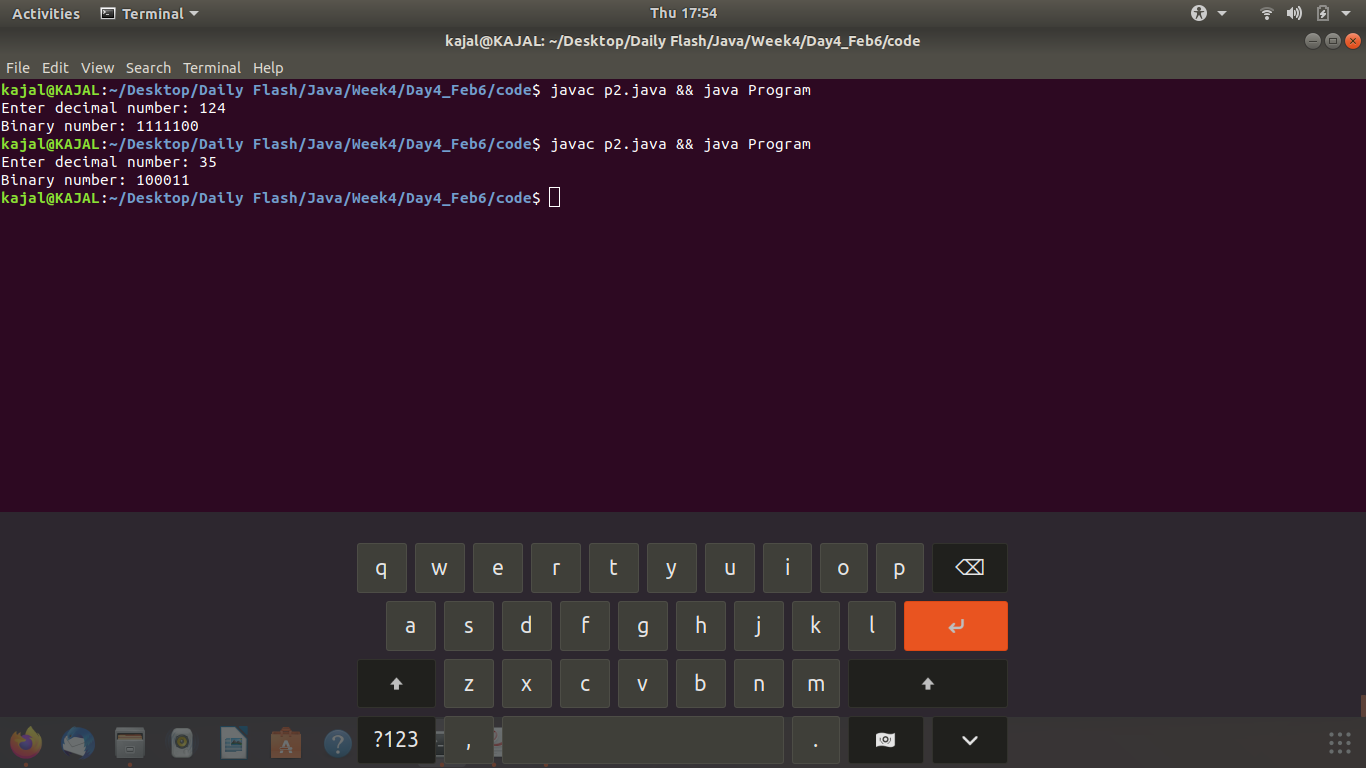 Activities Terminal Thu 17:54
kajal@KAJAL: ~/Desktop/Daily Flash/Java/Week4/Day4_Feb6/code
File Edit View Search Terminal Help
kajal@KAJAL:~/Desktop/Daily Flash/Java/Week4/Day4_Feb6/code$ javac p2.java && java Program
Enter decimal number: 124
Binary number: 1111100
kajal@KAJAL:~/Desktop/Daily Flash/Java/Week4/Day4_Feb6/code$ javac p2.java && java Program
Enter decimal number: 35
Binary number: 100011
kajal@KAJAL:~/Desktop/Daily Flash/Java/Week4/Day4_Feb6/code$
q w e r t y u i o p
a s d f g h j k l
z x c v b n m
?123 , .